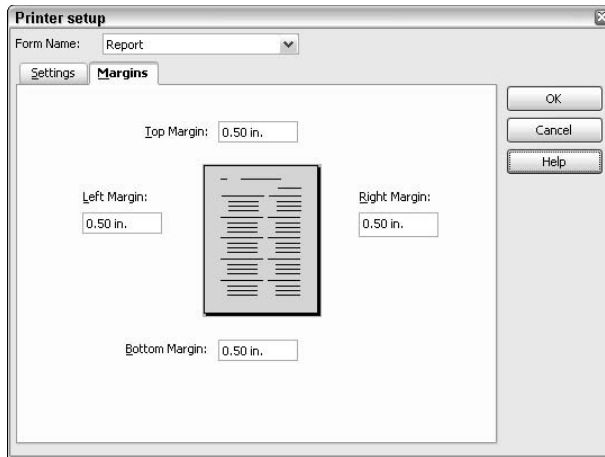 Printer setup
Form Name: Report
Settings Margins
OK
Cancel
Help
Top Margin: 0.50 in.
Left Margin:
0.50 in.
Right Margin:
0.50 in.
Bottom Margin: 0.50 in.